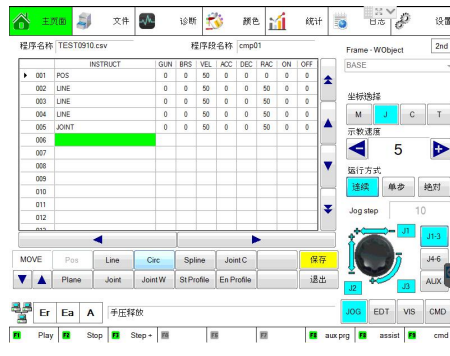 主页面 文件 诊断 颜色 统计 日志 设置
程序名称 TEST0910.csv 程序段名称 cmp01
Frame - WObject 2nd
BASE
INSTRUCT GUN BRS VEL ACC DEC RAC ON OFF
001 POS 0 0 50 0 0 0 0 0
002 LINE 0 0 50 0 0 50 0 0
003 LINE 0 0 50 0 0 50 0 0
004 LINE 0 0 50 0 0 50 0 0
005 JOINT 0 0 50 0 0 50 0 0
006
007
008
009
010
011
012
坐标选择
M J C T
示教速度
5
运行方式
连续 单步 绝对
Jog step 10
J1 J1-3
J4-6
J2 J3 AUX
MOVE Pos Line Circ Spline Joint C 保存
Plane Joint Joint W St Profile En Profile 退出
Er Ea A 手压释放
JOG EDT VIS CMD
F1 Play F2 Stop F3 Step + F5 F6 F7 F8 aux prg F8 assist F9 cmd